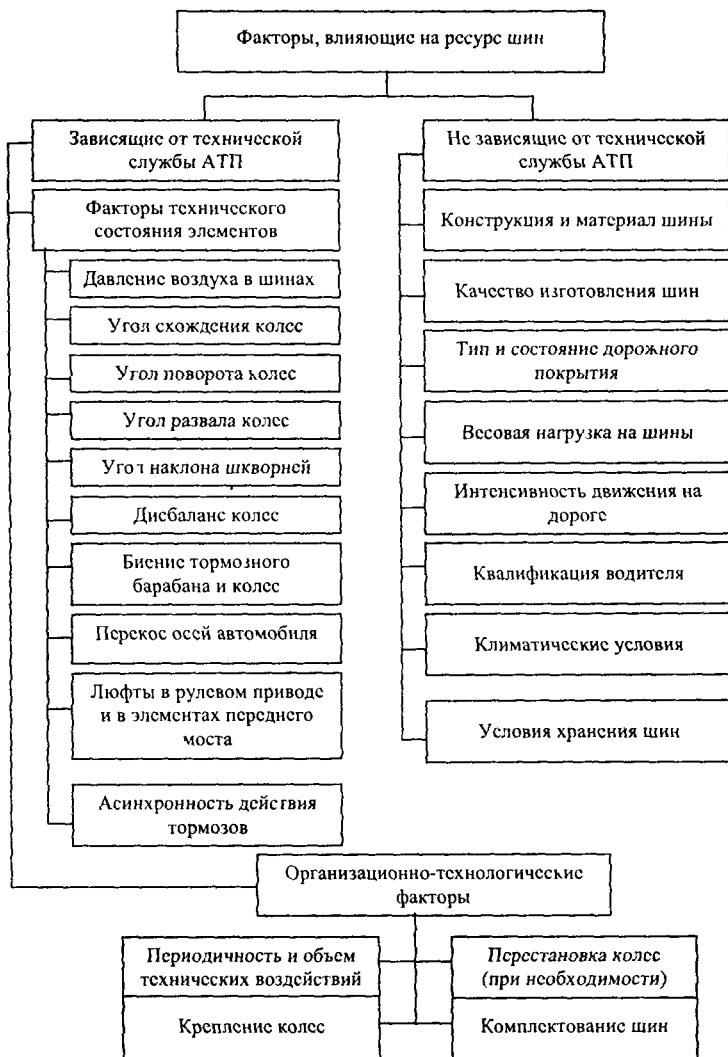 Факторы, влияющие на ресурс шин
Зависящие от технической
службы АТП
Факторы технического
состояния элементов
Давление воздуха в шинах
Угол схождения колес
Угол поворота колес
Угол развала колес
Угол наклона шкворней
Дисбаланс колес
Биение тормозного
барабана и колес
Перекос осей автомобиля
Люфты в рулевом приводе
и в элементах переднего
моста
Асинхронность действия
тормозов
Не зависящие от технической
службы АТП
Конструкция и материал шины
Качество изготовления шин
Тип и состояние дорожного
покрытия
Весовая нагрузка на шины
Интенсивность движения на
дороге
Квалификация водителя
Климатические условия
Условия хранения шин
Организационно-технологические
факторы
Периодичность и объем
технических воздействий
Крепление колес
Перестановка колес
(при необходимости)
Комплектование шин